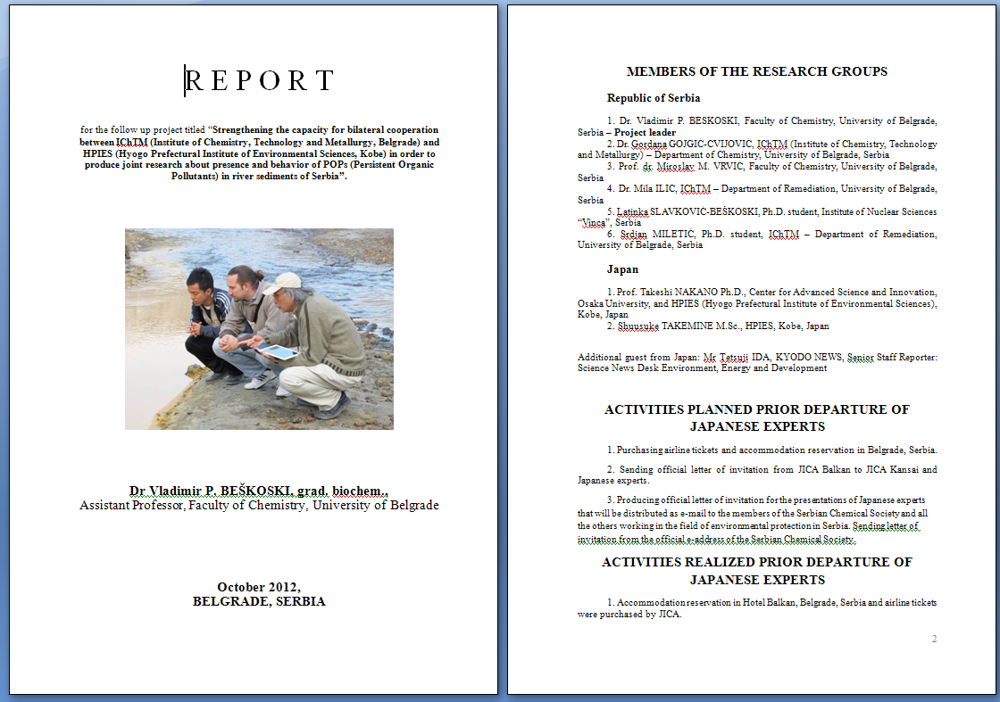 R E P O R T
for the follow up project titled “Strengthening the capacity for bilateral cooperation
between IChTM (Institute of Chemistry, Technology and Metallurgy, Belgrade) and
HPIES (Hyogo Prefectural Institute of Environmental Sciences, Kobe) in order to
produce joint research about presence and behavior of POPs (Persistent Organic
Pollutants) in river sediments of Serbia”.
Dr Vladimir P. BEŠKOSKI, grad. biochem.,
Assistant Professor, Faculty of Chemistry, University of Belgrade
October 2012,
BELGRADE, SERBIA
MEMBERS OF THE RESEARCH GROUPS
Republic of Serbia
1. Dr. Vladimir P. BESKOSKI, Faculty of Chemistry, University of Belgrade,
Serbia – Project leader
2. Dr. Gordana GOJGIĆ-CVIJOVIĆ, IChTM (Institute of Chemistry, Technology
and Metallurgy) – Department of Chemistry, University of Belgrade, Serbia
3. Prof. dr. Miroslav M. VRVIĆ, Faculty of Chemistry, University of Belgrade,
Serbia
4. Dr. Mila ILIC, IChTM – Department of Remediation, University of Belgrade,
Serbia
5. Latinka SLAVKOVIĆ-BEŠKOSKI, Ph.D. student, Institute of Nuclear Sciences
“Vinca”, Serbia
6. Srdjan MILETIC, Ph.D. student, IChTM – Department of Remediation,
University of Belgrade, Serbia
Japan
1. Prof. Takeshi NAKANO Ph.D., Center for Advanced Science and Innovation,
Osaka University, and HPIES (Hyogo Prefectural Institute of Environmental Sciences),
Kobe, Japan
2. Shuusuke TAKEMINE M.Sc., HPIES, Kobe, Japan
Additional guest from Japan: Mr Tetsuji IDA, KYODO NEWS, Senior Staff Reporter:
Science News Desk Environment, Energy and Development
ACTIVITIES PLANNED PRIOR DEPARTURE OF
JAPANESE EXPERTS
1. Purchasing airline tickets and accommodation reservation in Belgrade, Serbia.
2. Sending official letter of invitation from JICA Balkan to JICA Kansai and
Japanese experts.
3. Producing official letter of invitation for the presentations of Japanese experts
that will be distributed as e-mail to the members of the Serbian Chemical Society and all
the others working in the field of environmental protection in Serbia. Sending letter of
invitation from the official e-address of the Serbian Chemical Society.
ACTIVITIES REALIZED PRIOR DEPARTURE OF
JAPANESE EXPERTS
1. Accommodation reservation in Hotel Balkan, Belgrade, Serbia and airline tickets
were purchased by JICA.
2